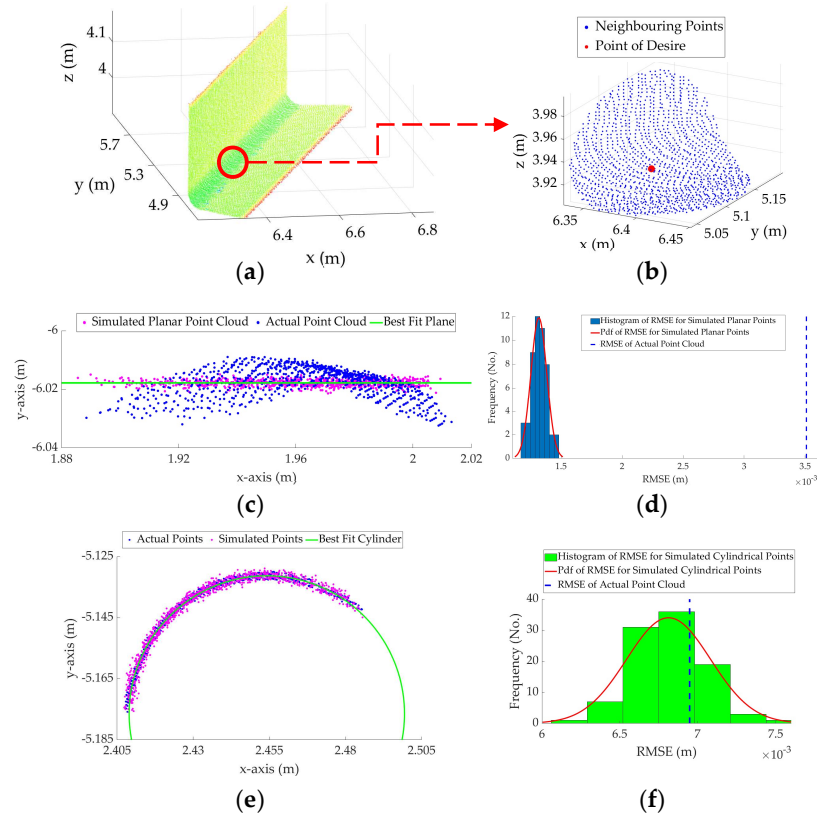 4.1
4
z (m)
5.7
5.3
4.9
y (m)
6.4
6.6
6.8
x (m)
(a)
Neighbouring Points
Point of Desire
3.98
3.96
3.94
3.92
z (m)
6.35
6.4
6.45
x (m)
5.05
5.1
5.15
y (m)
(b)
Simulated Planar Point Cloud Actual Point Cloud Best Fit Plane
-6
-6.02
-6.04
y-axis (m)
1.88 1.92 1.96 2 2.02
x-axis (m)
(c)
Histogram of RMSE for Simulated Planar Points
Pdf of RMSE for Simulated Planar Points
RMSE of Actual Point Cloud
12
10
8
6
4
2
0
Frequency (No.)
1.5 2 2.5 3 3.5
×10⁻³
RMSE (m)
(d)
Actual Points Simulated Points Best Fit Cylinder
-5.125
-5.145
-5.165
-5.185
y-axis (m)
2.405 2.43 2.455 2.48 2.505
x-axis (m)
(e)
Histogram of RMSE for Simulated Cylindrical Points
Pdf of RMSE for Simulated Cylindrical Points
RMSE of Actual Point Cloud
40
30
20
10
0
Frequency (No.)
6 6.5 7 7.5
×10⁻³
RMSE (m)
(f)